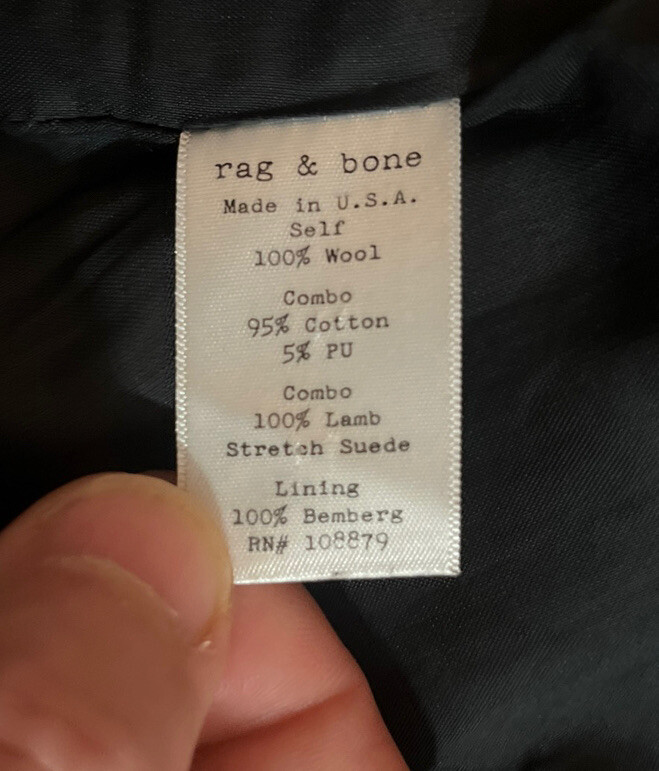 rag & bone
Made in U.S.A.
Self
100% Wool
Combo
95% Cotton
5% PU
Combo
100% Lamb
Stretch Suede
Lining
100% Bemberg
RN# 108879